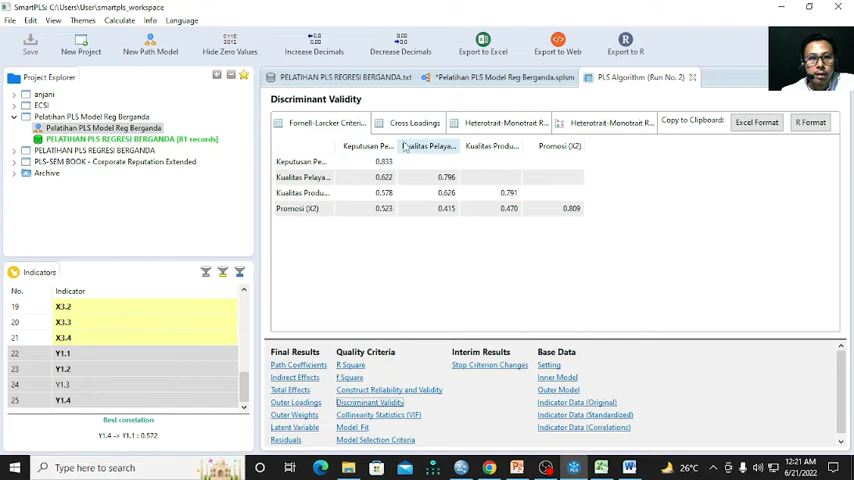 SmartPLS: C:\Users\User\smartpls_workspace
File Edit View Themes Calculate Info Language
Save New Project New Path Model Hide Zero Values Increase Decimals Decrease Decimals Export to Excel Export to Web Export to R
Project Explorer
anjani
ECSI
Pelatihan PLS Model Reg Berganda
Pelatihan PLS Model Reg Berganda
PELATIHAN PLS REGRESI BERGANDA [81 records]
PELATIHAN PLS REGRESI BERGANDA
PLS-SEM BOOK - Corporate Reputation Extended
Archive
Indicators
No. Indicator
19 X3.2
20 X3.3
21 X3.4
22 Y1.1
23 Y1.2
24 Y1.3
25 Y1.4
Best correlation
Y1.4 -> Y1.1 : 0.572
PELATIHAN PLS REGRESI BERGANDA.txt *Pelatihan PLS Model Reg Berganda.splsm PLS Algorithm (Run No. 2)
Discriminant Validity
Fornell-Larcker Criteri... Cross Loadings Heterotrait-Monotrait R... Heterotrait-Monotrait R... Copy to Clipboard: Excel Format R Format
Keputusan Pe... Kualitas Pelaya... Kualitas Produ... Promosi (X2)
Keputusan Pe... 0.833
Kualitas Pelaya... 0.622 0.796
Kualitas Produ... 0.578 0.626 0.791
Promosi (X2) 0.523 0.415 0.470 0.809
Final Results Quality Criteria Interim Results Base Data
Path Coefficients R Square Stop Criterion Changes Setting
Indirect Effects f Square Inner Model
Total Effects Construct Reliability and Validity Outer Model
Outer Loadings Discriminant Validity Indicator Data (Original)
Outer Weights Collinearity Statistics (VIF) Indicator Data (Standardized)
Latent Variable Model_Fit Indicator Data (Correlations)
Residuals Model Selection Criteria
Type here to search
26°C
12:21 AM
6/21/2022